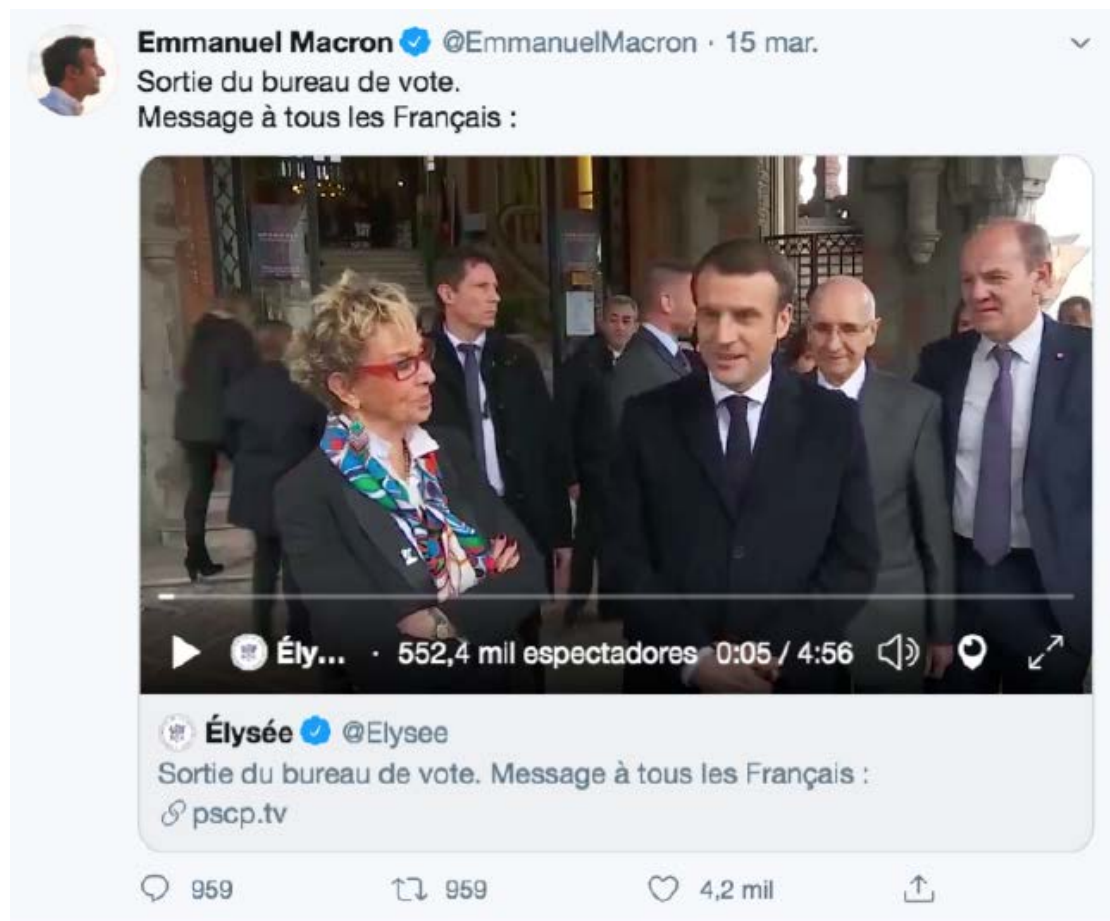 Emmanuel Macron @EmmanuelMacron · 15 mar.
Sortie du bureau de vote.
Message à tous les Français :
Ély... · 552,4 mil espectadores 0:05 / 4:56
Élysée @Elysee
Sortie du bureau de vote. Message à tous les Français :
pscp.tv
959 959 4,2 mil